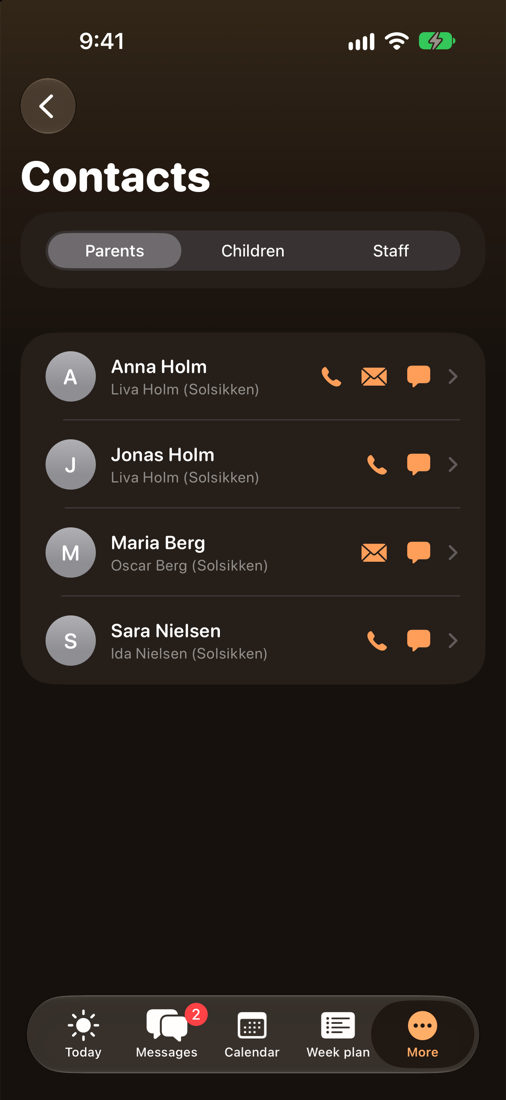 9:41
Contacts
Parents
Children
Staff
A
Anna Holm
Liva Holm (Solsikken)
J
Jonas Holm
Liva Holm (Solsikken)
M
Maria Berg
Oscar Berg (Solsikken)
S
Sara Nielsen
Ida Nielsen (Solsikken)
2
Today
Messages
Calendar
Week plan
More